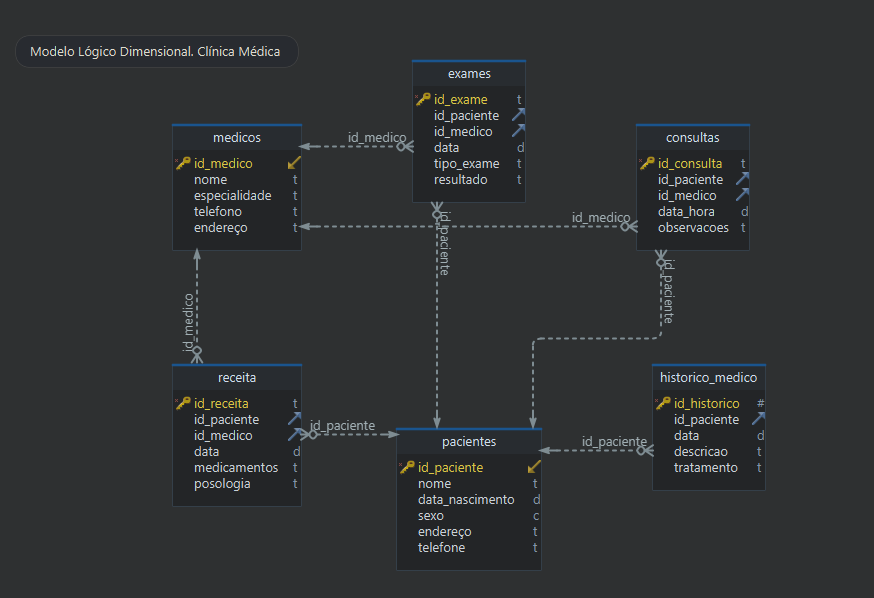 Modelo Lógico Dimensional. Clínica Médica
exames
id_exame t
id_paciente
id_medico
data d
tipo_exame t
resultado t
medicos
id_medico
nome t
especialidade t
telefono t
endereço t
consultas
id_consulta t
id_paciente
id_medico
data_hora d
observacoes t
id_medico
id_medico
id_paciente
id_paciente
id_medico
receita
id_receita t
id_paciente
id_medico
data d
medicamentos t
posologia t
id_paciente
pacientes
id_paciente
nome t
data_nascimento d
sexo c
endereço t
telefone t
id_paciente
historico_medico
id_historico #
id_paciente
data d
descricao t
tratamento t